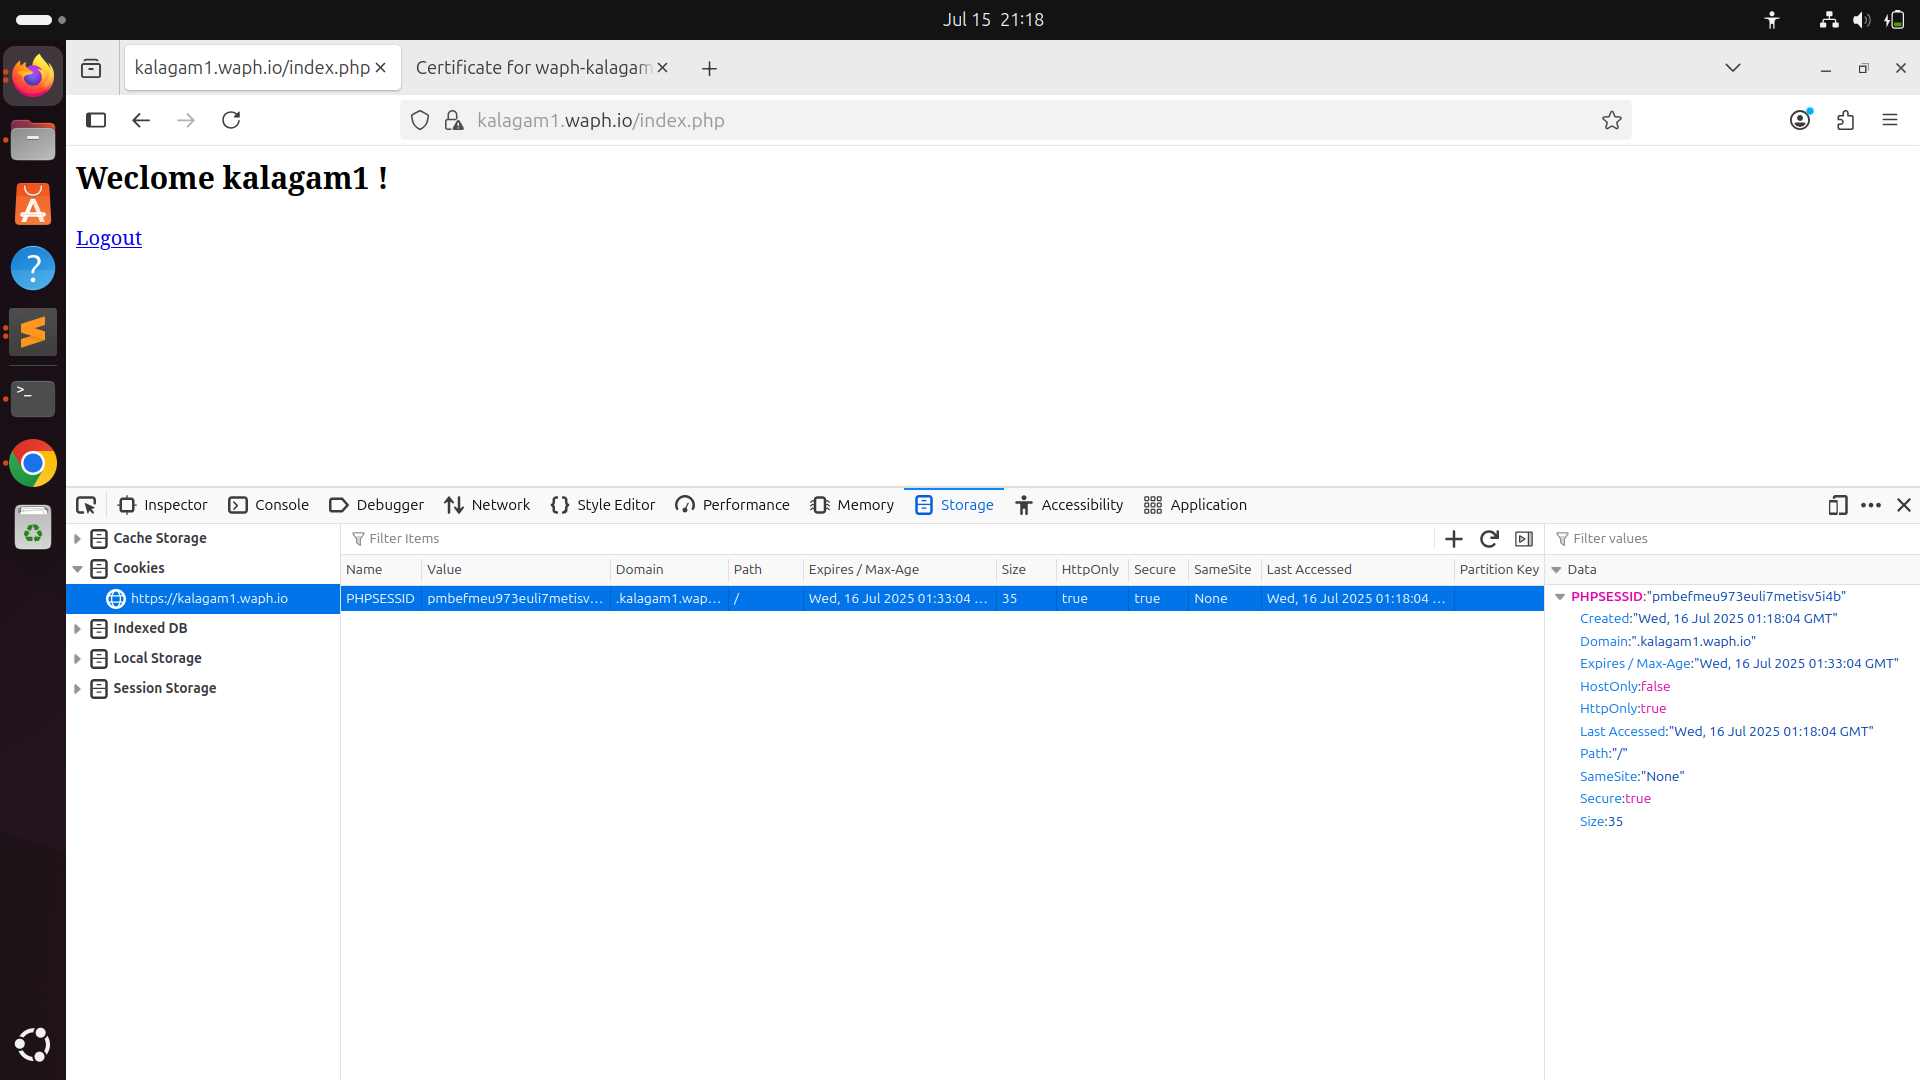 Jul 15 21:18
kalagam1.waph.io/index.php
Certificate for waph-kalagam
kalagam1.waph.io/index.php
Weclome kalagam1 !
Logout
Inspector Console Debugger Network Style Editor Performance Memory Storage Accessibility Application
Cache Storage
Cookies
https://kalagam1.waph.io
Indexed DB
Local Storage
Session Storage
Filter Items
Name Value Domain Path Expires / Max-Age Size HttpOnly Secure SameSite Last Accessed Partition Key
PHPSESSID pmbefmeu973euli7metisv... .kalagam1.wap... / Wed, 16 Jul 2025 01:33:04 ... 35 true true None Wed, 16 Jul 2025 01:18:04 ...
Filter values
Data
PHPSESSID:"pmbefmeu973euli7metisv5i4b"
Created:"Wed, 16 Jul 2025 01:18:04 GMT"
Domain:".kalagam1.waph.io"
Expires / Max-Age:"Wed, 16 Jul 2025 01:33:04 GMT"
HostOnly:false
HttpOnly:true
Last Accessed:"Wed, 16 Jul 2025 01:18:04 GMT"
Path:"/"
SameSite:"None"
Secure:true
Size:35